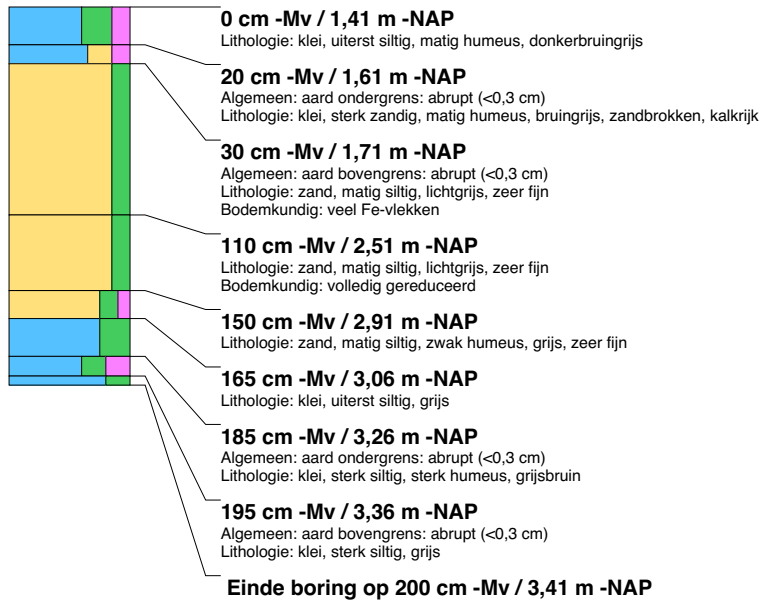 0 cm -Mv / 1,41 m -NAP
Lithologie: klei, uiterst siltig, matig humeus, donkerbruingrijs
20 cm -Mv / 1,61 m -NAP
Algemeen: aard ondergrens: abrupt (<0,3 cm)
Lithologie: klei, sterk zandig, matig humeus, bruingrijs, zandbrokken, kalkrijk
30 cm -Mv / 1,71 m -NAP
Algemeen: aard bovengrens: abrupt (<0,3 cm)
Lithologie: zand, matig siltig, lichtgrijs, zeer fijn
Bodemkundig: veel Fe-vlekken
110 cm -Mv / 2,51 m -NAP
Lithologie: zand, matig siltig, lichtgrijs, zeer fijn
Bodemkundig: volledig gereduceerd
150 cm -Mv / 2,91 m -NAP
Lithologie: zand, matig siltig, zwak humeus, grijs, zeer fijn
165 cm -Mv / 3,06 m -NAP
Lithologie: klei, uiterst siltig, grijs
185 cm -Mv / 3,26 m -NAP
Algemeen: aard ondergrens: abrupt (<0,3 cm)
Lithologie: klei, sterk siltig, sterk humeus, grijsbruin
195 cm -Mv / 3,36 m -NAP
Algemeen: aard bovengrens: abrupt (<0,3 cm)
Lithologie: klei, sterk siltig, grijs
Einde boring op 200 cm -Mv / 3,41 m -NAP